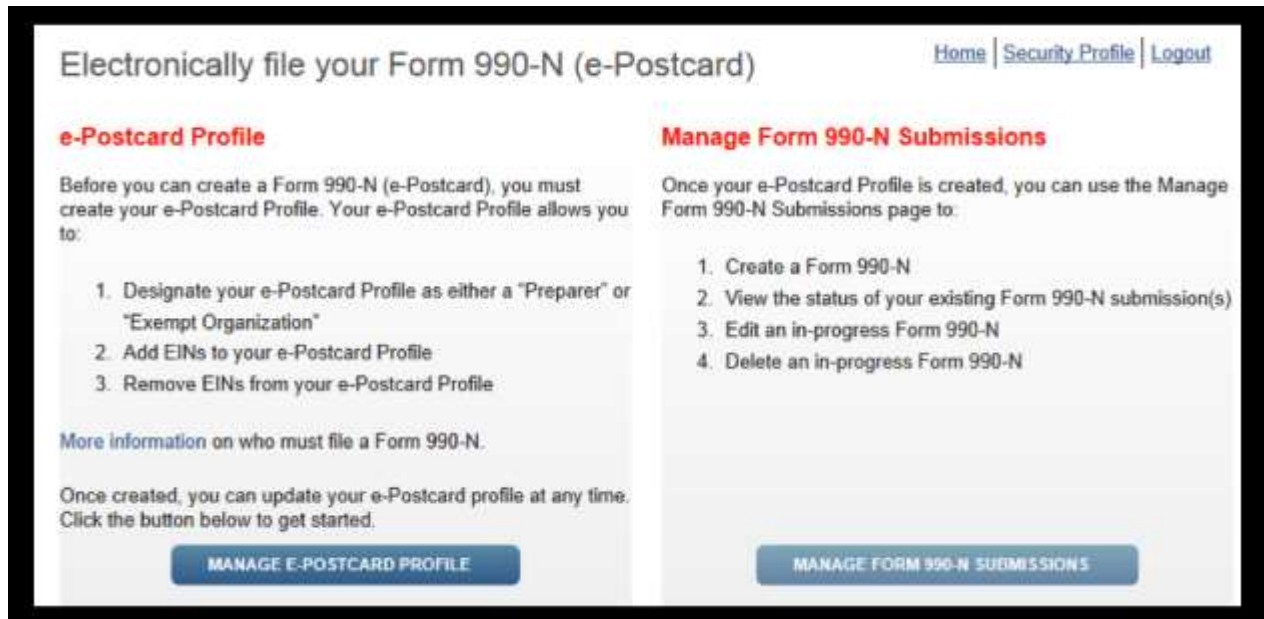 Electronically file your Form 990-N (e-Postcard)
Home | Security Profile | Logout
e-Postcard Profile
Before you can create a Form 990-N (e-Postcard), you must
create your e-Postcard Profile. Your e-Postcard Profile allows you
to:
1. Designate your e-Postcard Profile as either a "Preparer" or
"Exempt Organization"
2. Add EINs to your e-Postcard Profile
3. Remove EINs from your e-Postcard Profile
More information on who must file a Form 990-N.
Once created, you can update your e-Postcard profile at any time.
Click the button below to get started.
MANAGE E-POSTCARD PROFILE
Manage Form 990-N Submissions
Once your e-Postcard Profile is created, you can use the Manage
Form 990-N Submissions page to:
1. Create a Form 990-N
2. View the status of your existing Form 990-N submission(s)
3. Edit an in-progress Form 990-N
4. Delete an in-progress Form 990-N
MANAGE FORM 990-N SUBMISSIONS